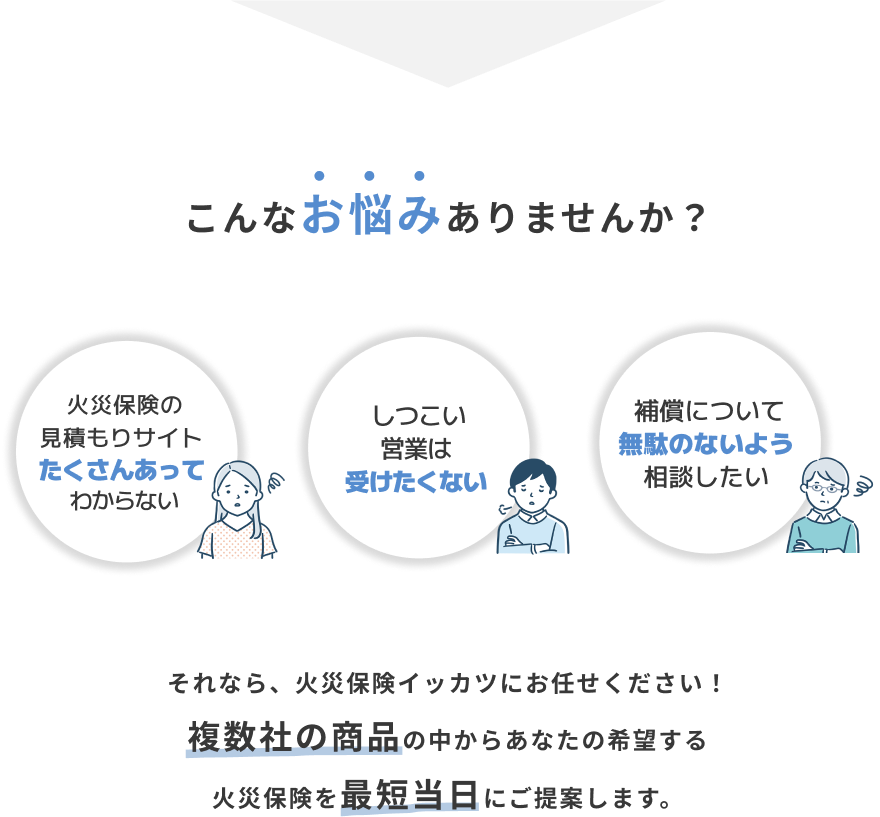 こんなお悩みありませんか？
火災保険の
見積もりサイト
たくさんあって
わからない
しつこい
営業は
受けたくない
補償について
無駄のないよう
相談したい
それなら、火災保険イッカツにお任せください！
複数社の商品の中からあなたの希望する
火災保険を最短当日にご提案します。